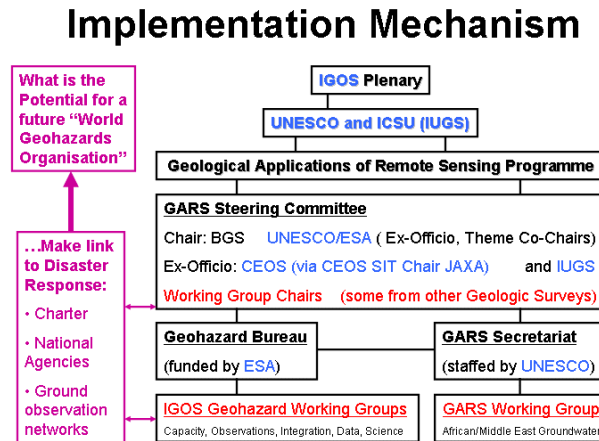 Implementation Mechanism
What is the
Potential for a
future “World
Geohazards
Organisation”
IGOS Plenary
UNESCO and ICSU (IUGS)
Geological Applications of Remote Sensing Programme
GARS Steering Committee
Chair: BGS UNESCO/ESA ( Ex-Officio, Theme Co-Chairs)
Ex-Officio: CEOS (via CEOS SIT Chair JAXA) and IUGS
Working Group Chairs (some from other Geologic Surveys)
...Make link
to Disaster
Response:
• Charter
• National
Agencies
• Ground
observation
networks
Geohazard Bureau
(funded by ESA)
GARS Secretariat
(staffed by UNESCO)
IGOS Geohazard Working Groups
Capacity, Observations, Integration, Data, Science
GARS Working Group
African/Middle East Groundwater